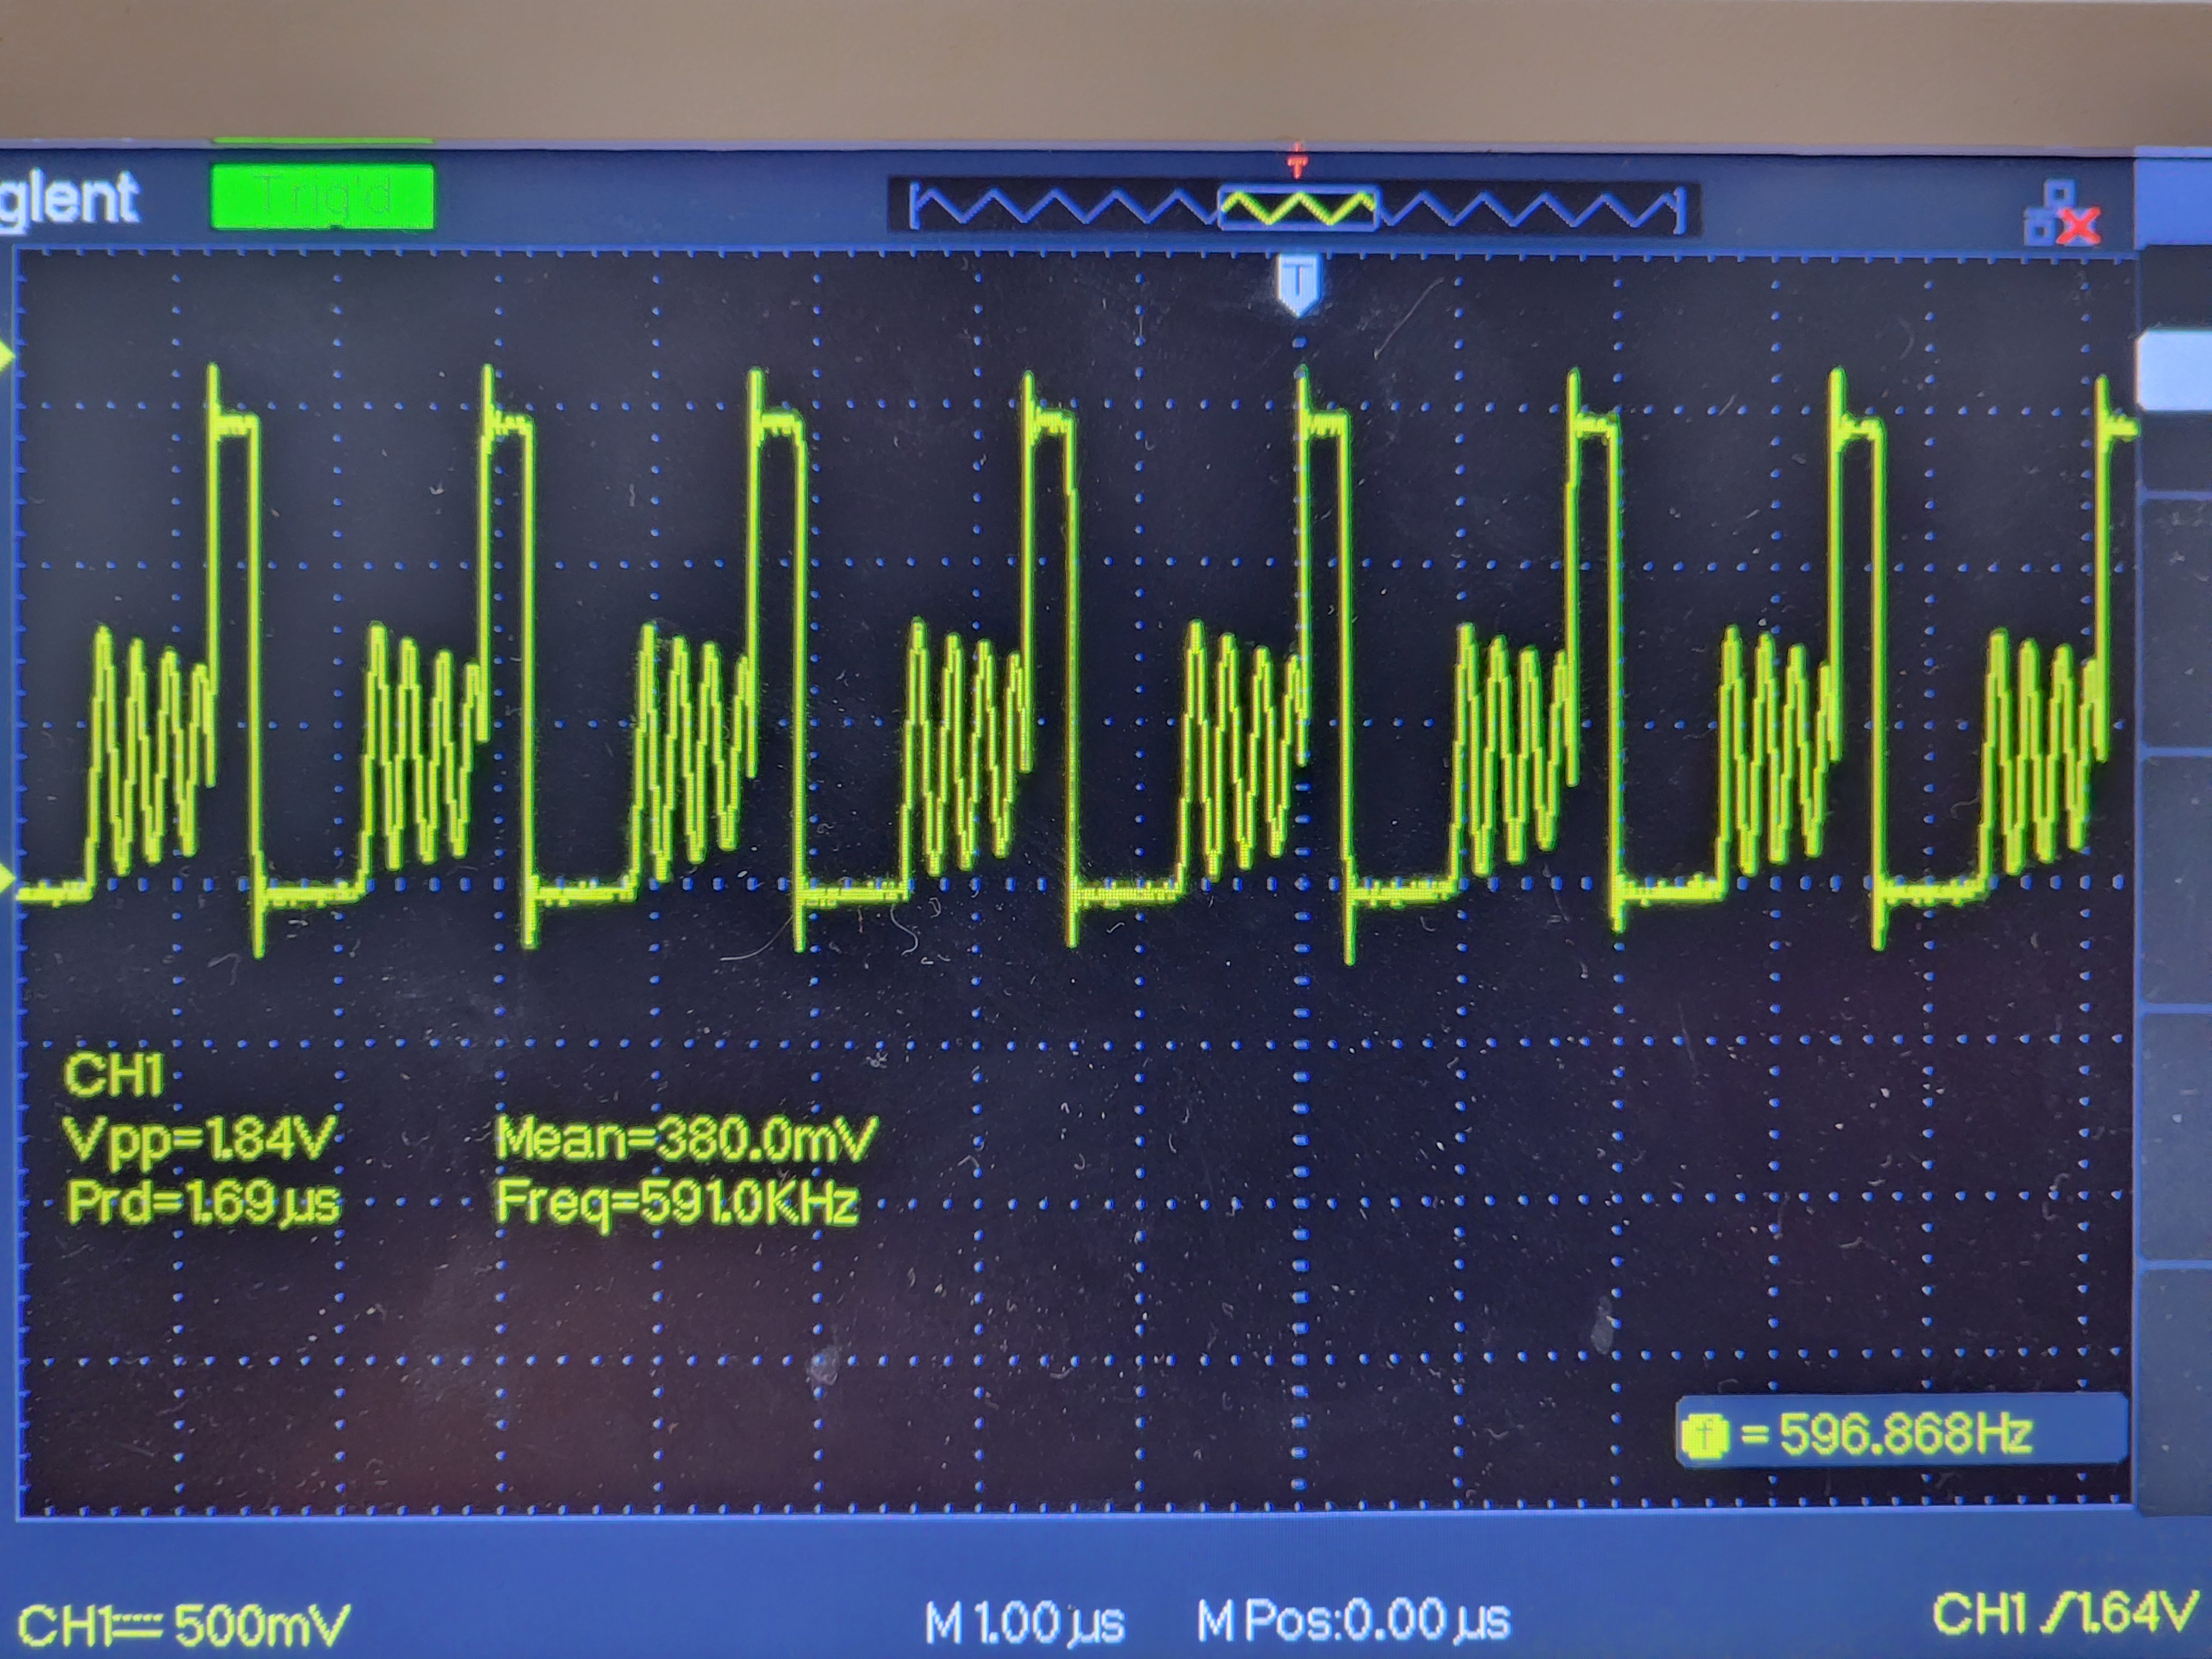 glent Trig'd T
T
CH1
Vpp=1.84V Mean=380.0mV
Prd=1.69µs Freq=591.0KHz
f = 596.868Hz
CH1 500mV M 1.00µs M Pos:0.00µs CH1 /1.64V